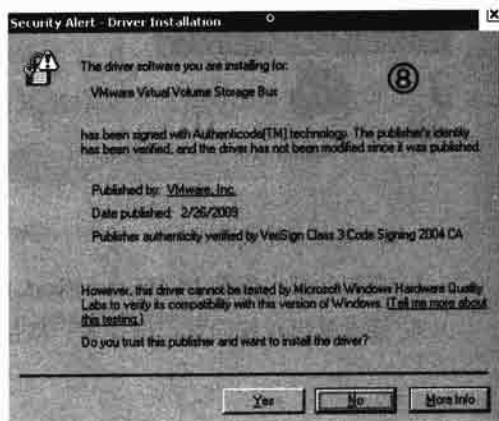 Security Alert - Driver Installation
The driver software you are installing for:
⑧
VMware Virtual Volume Storage Bus
has been signed with Authenticode[TM] technology. The publisher's identity
has been verified, and the driver has not been modified since it was published.
Published by: VMware, Inc.
Date published: 2/26/2009
Publisher authenticity verified by VeriSign Class 3 Code Signing 2004 CA
However, this driver cannot be tested by Microsoft Windows Hardware Quality
Labs to verify its compatibility with this version of Windows. (Tell me more about
this testing.)
Do you trust this publisher and want to install the driver?
Yes No More Info